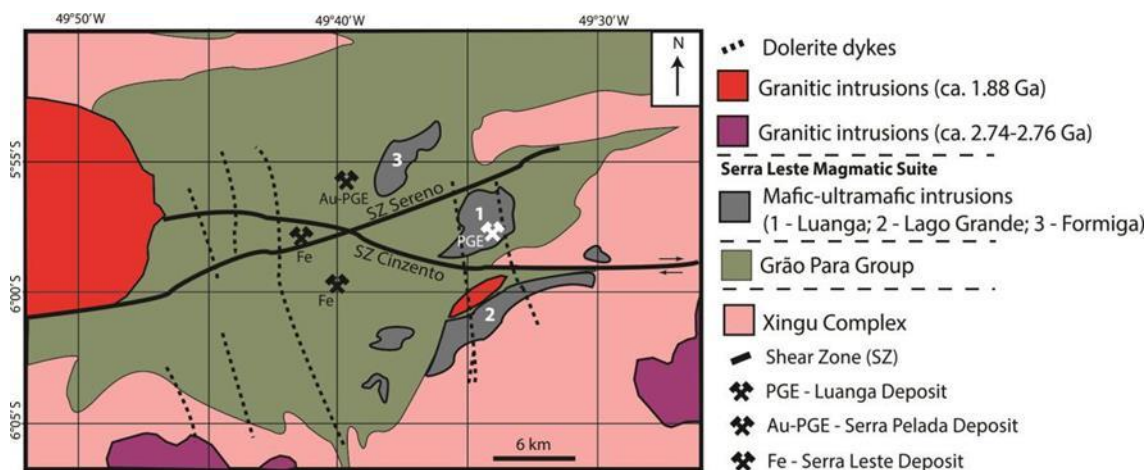 49°50'W
49°40'W
49°30'W
5°55'S
6°00'S
6°05'S
N
3
Au-PGE
SZ Sereno
1
PGE
Fe
SZ Cinzento
Fe
2
6 km
Dolerite dykes
Granitic intrusions (ca. 1.88 Ga)
Granitic intrusions (ca. 2.74-2.76 Ga)
Serra Leste Magmatic Suite
Mafic-ultramafic intrusions
(1 - Luanga; 2 - Lago Grande; 3 - Formiga)
Grão Para Group
Xingu Complex
Shear Zone (SZ)
PGE - Luanga Deposit
Au-PGE - Serra Pelada Deposit
Fe - Serra Leste Deposit